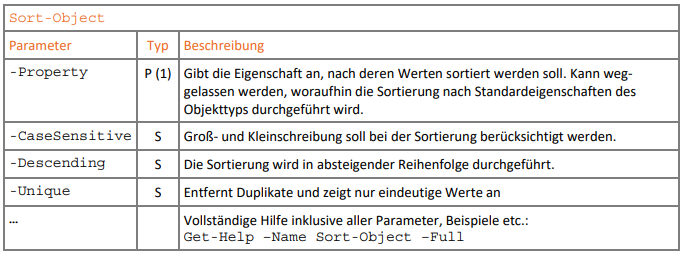 Sort-Object
Parameter Typ Beschreibung
-Property P (1) Gibt die Eigenschaft an, nach deren Werten sortiert werden soll. Kann weg-
gelassen werden, woraufhin die Sortierung nach Standardeigenschaften des
Objekttyps durchgeführt wird.
-CaseSensitive S Groß- und Kleinschreibung soll bei der Sortierung berücksichtigt werden.
-Descending S Die Sortierung wird in absteigender Reihenfolge durchgeführt.
-Unique S Entfernt Duplikate und zeigt nur eindeutige Werte an
… Vollständige Hilfe inklusive aller Parameter, Beispiele etc.:
Get-Help –Name Sort-Object –Full